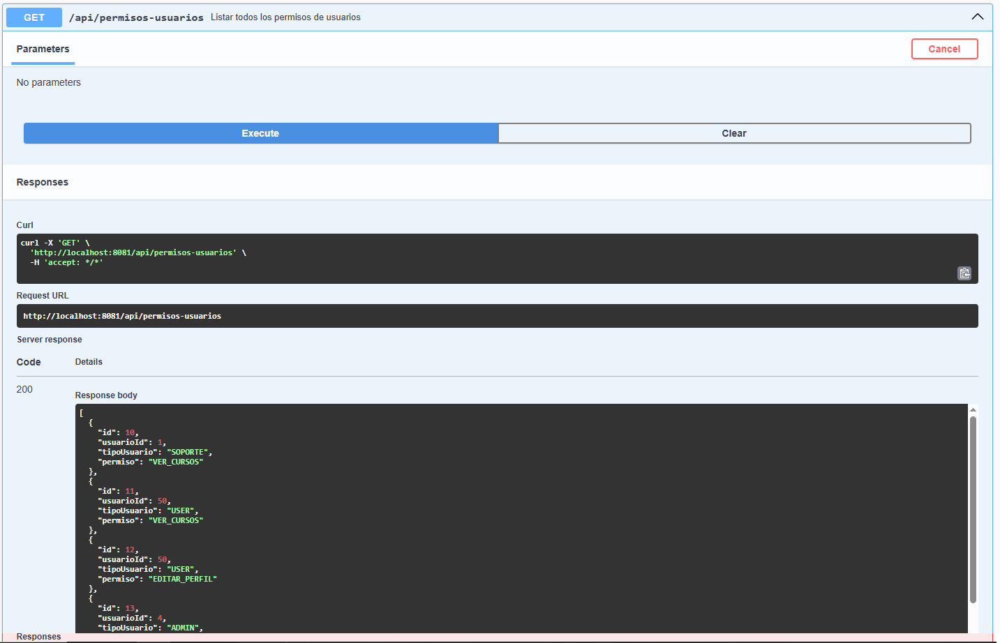 GET /api/permisos-usuarios Listar todos los permisos de usuarios
Parameters
Cancel
No parameters
Execute
Clear
Responses
Curl
curl -X 'GET' \
  'http://localhost:8081/api/permisos-usuarios' \
  -H 'accept: */*'
Request URL
http://localhost:8081/api/permisos-usuarios
Server response
Code Details
200
Response body
[
  {
    "id": 10,
    "usuarioId": 1,
    "tipoUsuario": "SOPORTE",
    "permiso": "VER_CURSOS"
  },
  {
    "id": 11,
    "usuarioId": 50,
    "tipoUsuario": "USER",
    "permiso": "VER_CURSOS"
  },
  {
    "id": 12,
    "usuarioId": 50,
    "tipoUsuario": "USER",
    "permiso": "EDITAR_PERFIL"
  },
  {
    "id": 13,
    "usuarioId": 4,
    "tipoUsuario": "ADMIN",
Responses